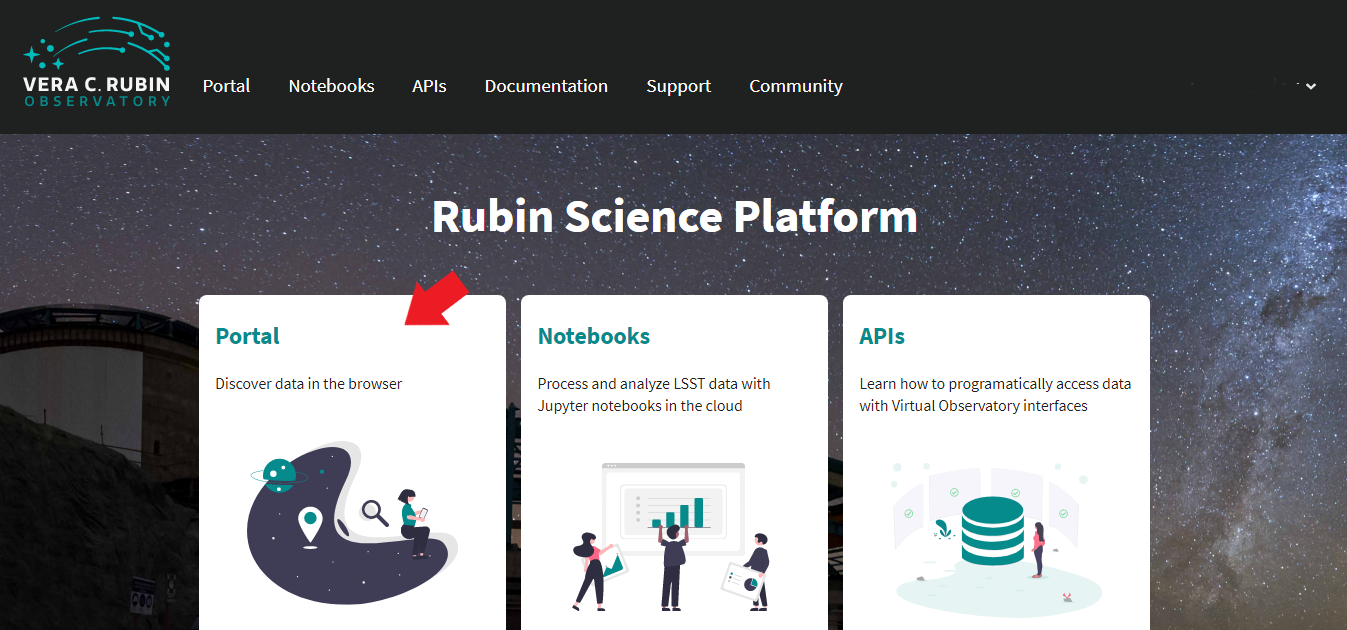 VERA C. RUBIN
OBSERVATORY
Portal Notebooks APIs Documentation Support Community
Rubin Science Platform
Portal
Discover data in the browser
Notebooks
Process and analyze LSST data with
Jupyter notebooks in the cloud
APIs
Learn how to programatically access data
with Virtual Observatory interfaces